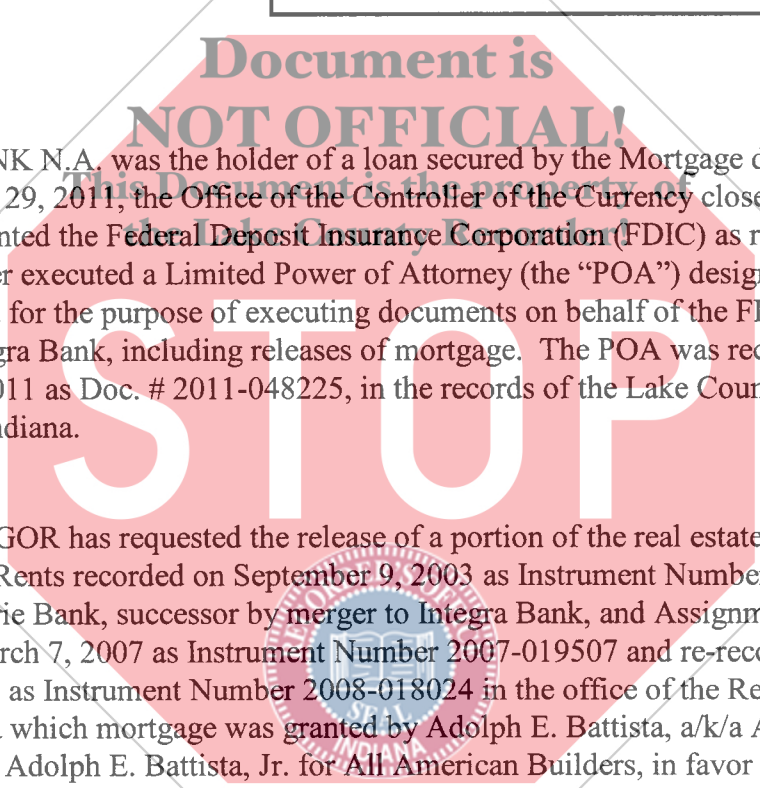 Document is
NOT OFFICIAL!
NK N.A. was the holder of a loan secured by the Mortgage d
This Document is the property of
29, 2011, the Office of the Controller of the Currency close
the Lake County Recorder!
nted the Federal Deposit Insurance Corporation (FDIC) as r
er executed a Limited Power of Attorney (the “POA”) desig
for the purpose of executing documents on behalf of the F
gra Bank, including releases of mortgage. The POA was rec
011 as Doc. # 2011-048225, in the records of the Lake Coun
ndiana.
STOP
GOR has requested the release of a portion of the real estate
Rents recorded on September 9, 2003 as Instrument Number
rie Bank, successor by merger to Integra Bank, and Assignm
rch 7, 2007 as Instrument Number 2007-019507 and re-reco
as Instrument Number 2008-018024 in the office of the Re
which mortgage was granted by Adolph E. Battista, a/k/a A
Adolph E. Battista, Jr. for All American Builders, in favor
SEAL
INDIANA